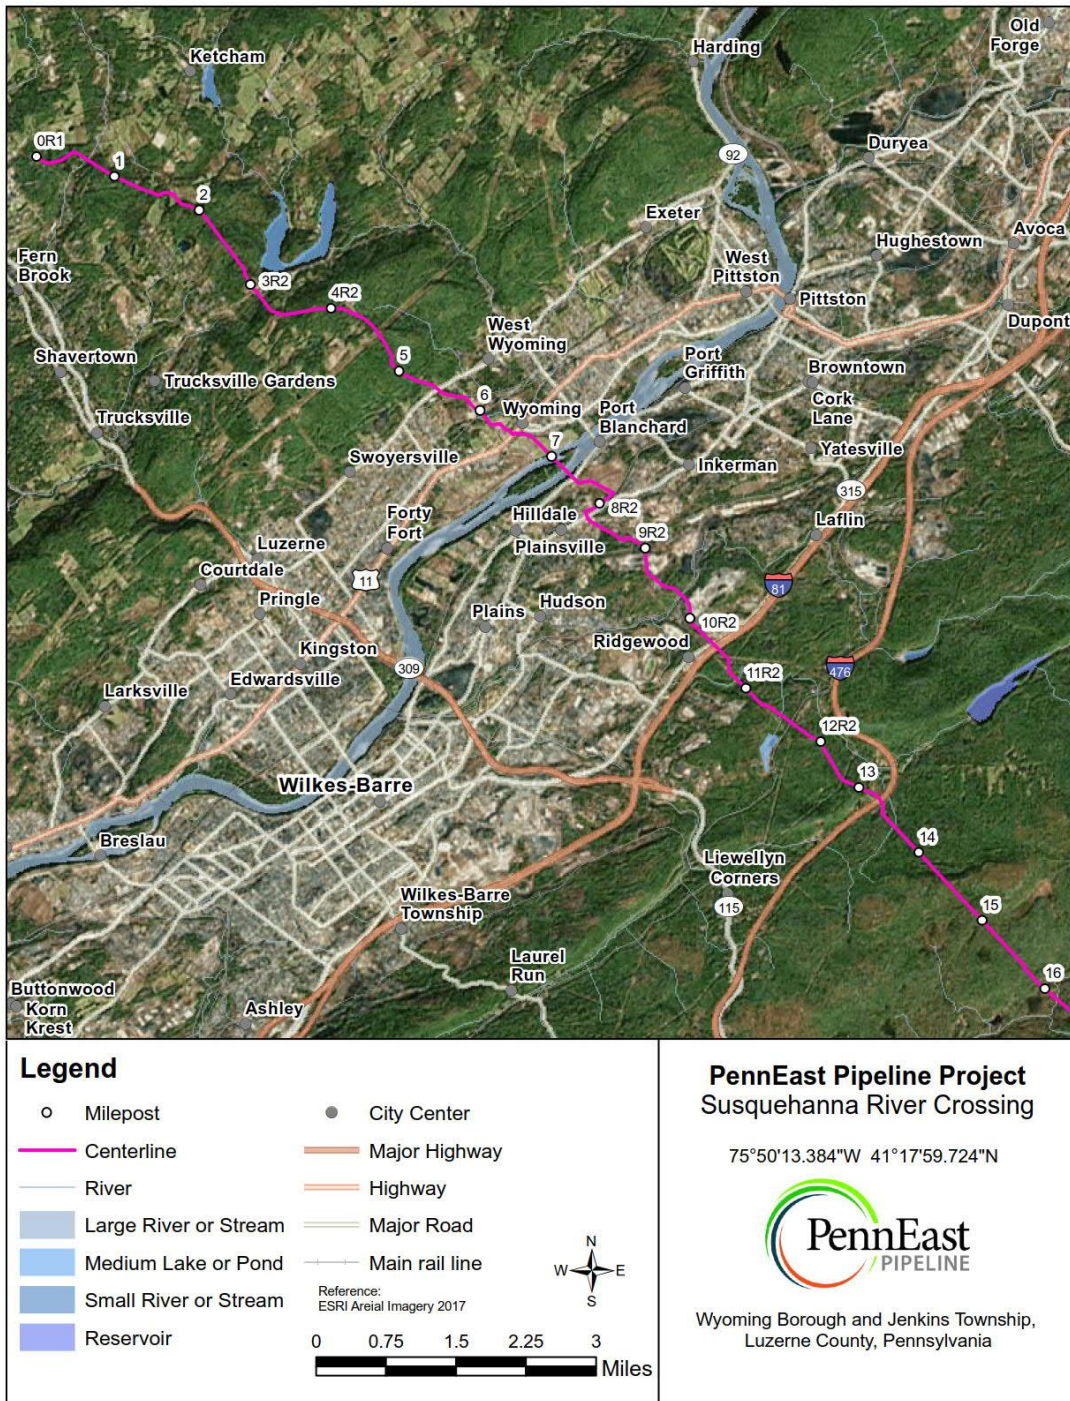 Old
Forge
Harding
Ketcham
92
Duryea
0R1
1
2
Exeter
Avoca
Hughestown
Fern
Brook
West
Pittston
3R2
4R2
Pittston
Dupont
West
Wyoming
Shavertown
5
Port
Griffith
Browntown
Trucksville Gardens
Cork
Lane
6
Wyoming
Port
Blanchard
Trucksville
7
Yatesville
Swoyersville
Inkerman
315
8R2
Forty
Fort
Hilldale
Plainsville
9R2
Laflin
Luzerne
Courtdale
11
81
Pringle
Plains
Hudson
10R2
Kingston
Ridgewood
309
476
Edwardsville
11R2
Larksville
12R2
Wilkes-Barre
13
14
Breslau
Liewellyn
Corners
Wilkes-Barre
Township
115
15
Laurel
Run
16
Buttonwood
Korn
Krest
Ashley
Legend
Milepost
Centerline
River
Large River or Stream
Medium Lake or Pond
Small River or Stream
Reservoir
City Center
Major Highway
Highway
Major Road
Main rail line
Reference:
ESRI Areial Imagery 2017
N
W E
S
0 0.75 1.5 2.25 3
Miles
PennEast Pipeline Project
Susquehanna River Crossing
75°50'13.384"W 41°17'59.724"N
PennEast
PIPELINE
Wyoming Borough and Jenkins Township,
Luzerne County, Pennsylvania